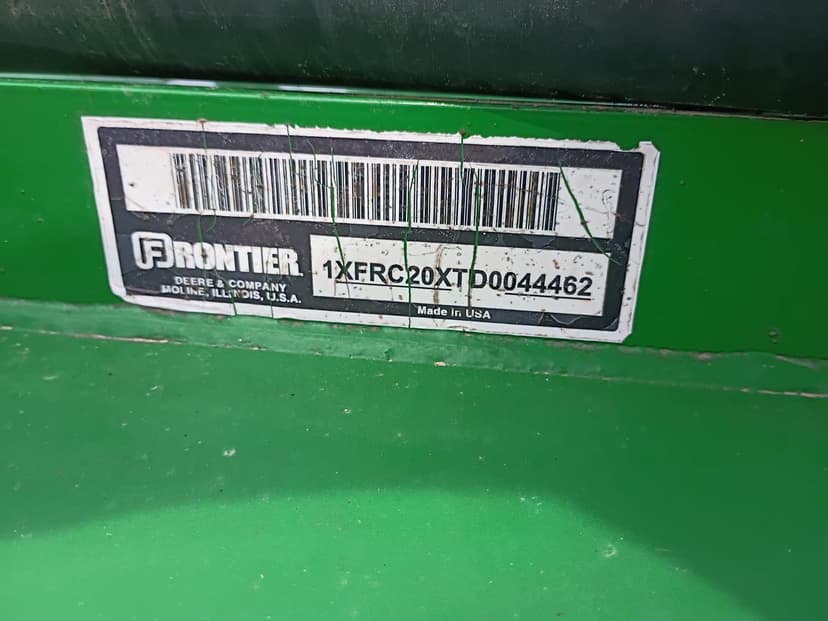 FRONTIER
DEERE & COMPANY
MOLINE, ILLINOIS, U.S.A.
1XFRC20XTD0044462
Made in USA